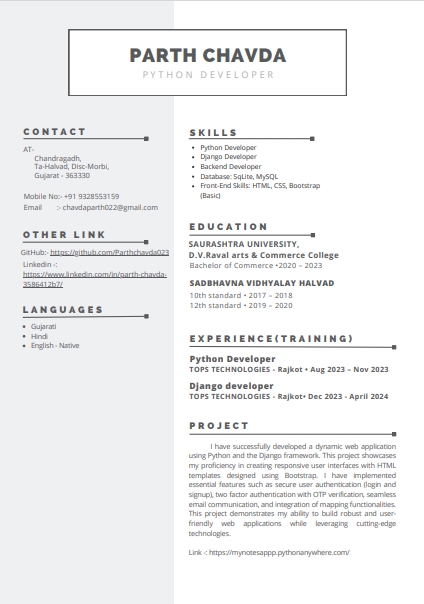 PARTH CHAVDA
PYTHON DEVELOPER
CONTACT
AT-
Chandragadh,
Ta-Halvad, Disc-Morbi,
Gujarat - 363330
Mobile No:- +91 9328553159
Email :- chavdaparth022@gmail.com
OTHER LINK
GitHub:- https://github.com/Parthchavda023
Linkedin -:
https://www.linkedin.com/in/parth-chavda-
3586412b7/
LANGUAGES
• Gujarati
• Hindi
• English - Native
SKILLS
• Python Developer
• Django Developer
• Backend Developer
• Database: SqLite, MySQL
• Front-End Skills: HTML, CSS, Bootstrap
(Basic)
EDUCATION
SAURASHTRA UNIVERSITY,
D.V.Raval arts & Commerce College
Bachelor of Commerce •2020 – 2023
SADBHAVNA VIDHYALAY HALVAD
10th standard • 2017 – 2018
12th standard • 2019 – 2020
EXPERIENCE(TRAINING)
Python Developer
TOPS TECHNOLOGIES - Rajkot • Aug 2023 – Nov 2023
Django developer
TOPS TECHNOLOGIES - Rajkot• Dec 2023 - April 2024
PROJECT
I have successfully developed a dynamic web application
using Python and the Django framework. This project showcases
my proficiency in creating responsive user interfaces with HTML
templates designed using Bootstrap. I have implemented
essential features such as secure user authentication (login and
signup), two factor authentication with OTP verification, seamless
email communication, and integration of mapping functionalities.
This project demonstrates my ability to build robust and user-
friendly web applications while leveraging cutting-edge
technologies.
Link -: https://mynotesappp.pythonanywhere.com/